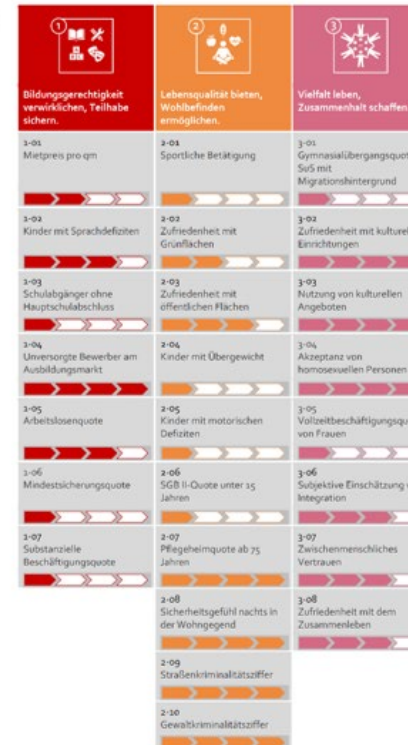 1
Bildungsgerechtigkeit
verwirklichen, Teilhabe
sichern.
1-01
Mietpreis pro qm
1-02
Kinder mit Sprachdefiziten
1-03
Schulabgänger ohne
Hauptschulabschluss
1-04
Unversorgte Bewerber am
Ausbildungsmarkt
1-05
Arbeitslosenquote
1-06
Mindestsicherungsquote
1-07
Substanzielle
Beschäftigungsquote
2
Lebensqualität bieten,
Wohlbefinden
ermöglichen.
2-01
Sportliche Betätigung
2-02
Zufriedenheit mit
Grünflächen
2-03
Zufriedenheit mit
öffentlichen Flächen
2-04
Kinder mit Übergewicht
2-05
Kinder mit motorischen
Defiziten
2-06
SGB II-Quote unter 15
Jahren
2-07
Pflegeheimquote ab 75
Jahren
2-08
Sicherheitsgefühl nachts in
der Wohngegend
2-09
Straßenkriminalitätsziffer
2-10
Gewaltkriminalitätsziffer
3
Vielfalt leben,
Zusammenhalt schaffen.
3-01
Gymnasialübergangsquot
SuS mit
Migrationshintergrund
3-02
Zufriedenheit mit kulturel
Einrichtungen
3-03
Nutzung von kulturellen
Angeboten
3-04
Akzeptanz von
homosexuellen Personen
3-05
Vollzeitbeschäftigungsqu
von Frauen
3-06
Subjektive Einschätzung
Integration
3-07
Zwischenmenschliches
Vertrauen
3-08
Zufriedenheit mit dem
Zusammenleben